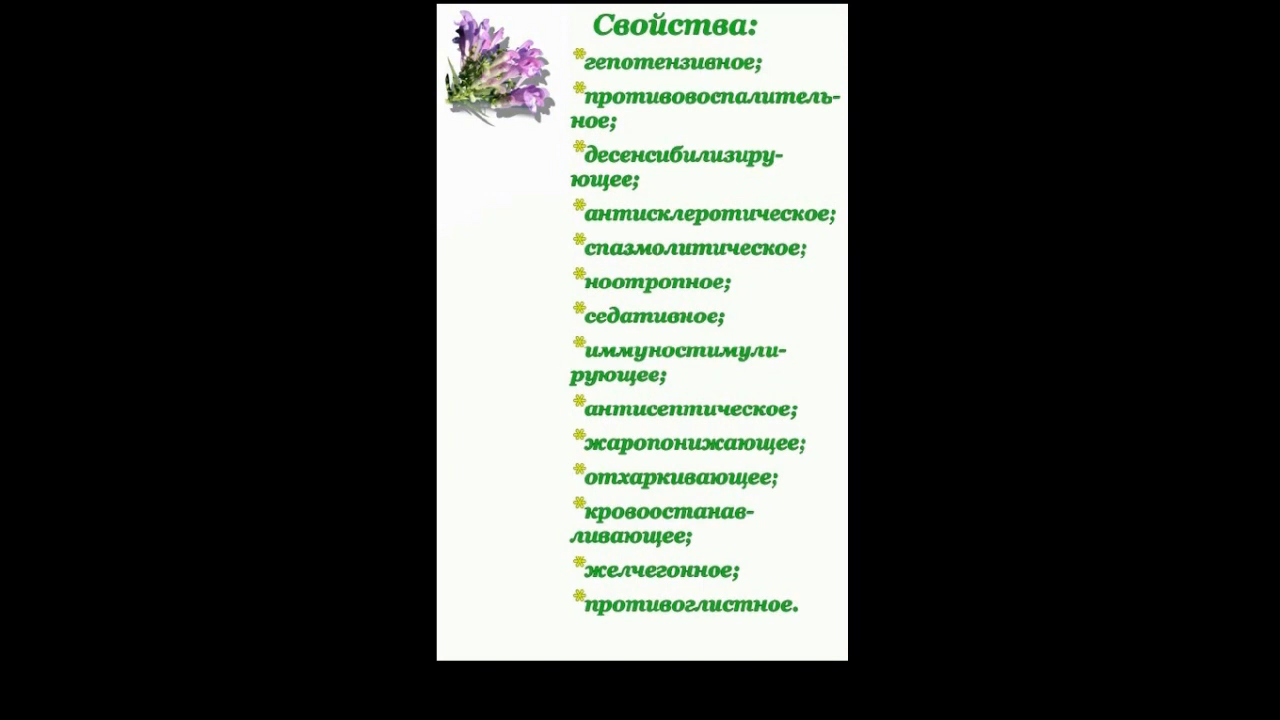 Свойства:
*гепотензивное;
*противовоспалитель-
ное;
*десенсибилизиру-
ющее;
*антисклеротическое;
*спазмолитическое;
*ноотропное;
*седативное;
*иммуностимули-
рующее;
*антисептическое;
*жаропонижающее;
*отхаркивающее;
*кровоостанав-
ливающее;
*желчегонное;
*противоглистное.